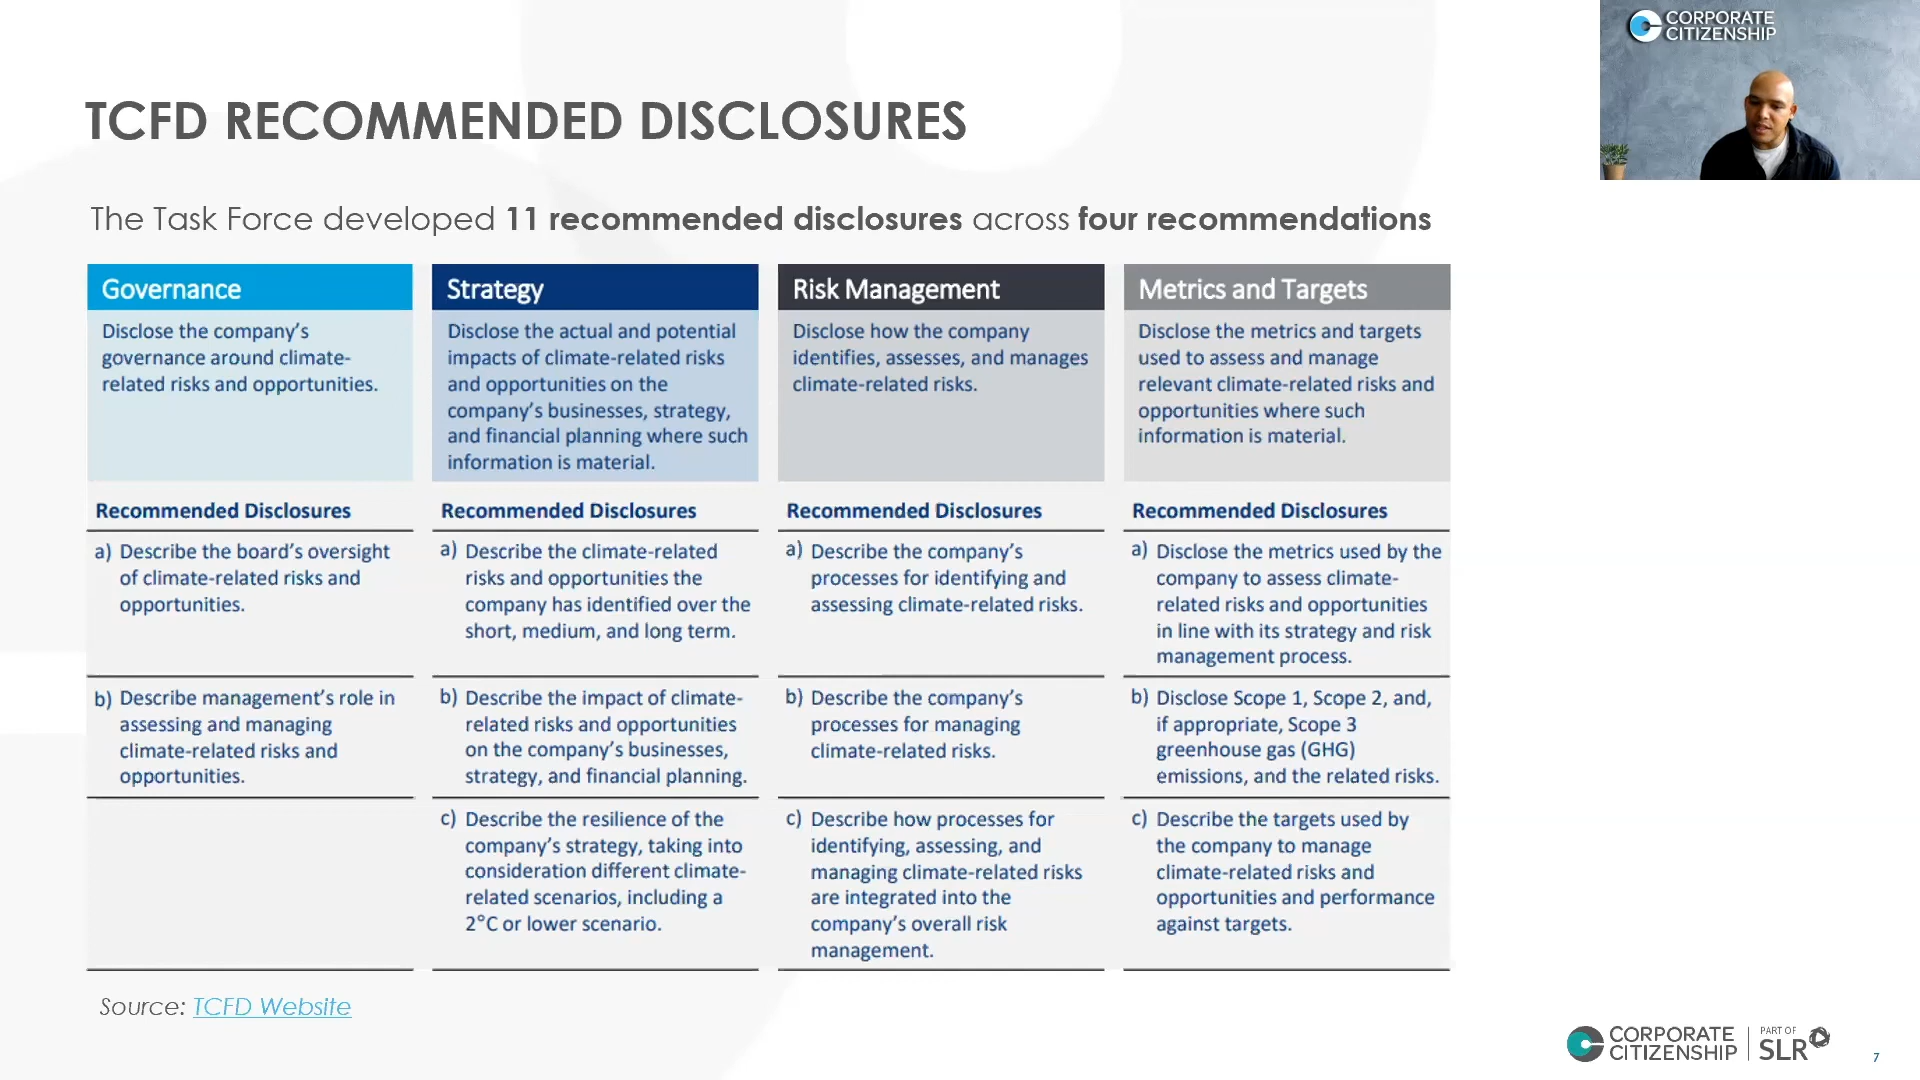 CORPORATE
CITIZENSHIP
TCFD RECOMMENDED DISCLOSURES
The Task Force developed 11 recommended disclosures across four recommendations
Governance
Disclose the company’s
governance around climate-
related risks and opportunities.
Recommended Disclosures
a) Describe the board’s oversight
of climate-related risks and
opportunities.
b) Describe management’s role in
assessing and managing
climate-related risks and
opportunities.
Strategy
Disclose the actual and potential
impacts of climate-related risks
and opportunities on the
company’s businesses, strategy,
and financial planning where such
information is material.
Recommended Disclosures
a) Describe the climate-related
risks and opportunities the
company has identified over the
short, medium, and long term.
b) Describe the impact of climate-
related risks and opportunities
on the company’s businesses,
strategy, and financial planning.
c) Describe the resilience of the
company’s strategy, taking into
consideration different climate-
related scenarios, including a
2°C or lower scenario.
Risk Management
Disclose how the company
identifies, assesses, and manages
climate-related risks.
Recommended Disclosures
a) Describe the company’s
processes for identifying and
assessing climate-related risks.
b) Describe the company’s
processes for managing
climate-related risks.
c) Describe how processes for
identifying, assessing, and
managing climate-related risks
are integrated into the
company’s overall risk
management.
Metrics and Targets
Disclose the metrics and targets
used to assess and manage
relevant climate-related risks and
opportunities where such
information is material.
Recommended Disclosures
a) Disclose the metrics used by the
company to assess climate-
related risks and opportunities
in line with its strategy and risk
management process.
b) Disclose Scope 1, Scope 2, and,
if appropriate, Scope 3
greenhouse gas (GHG)
emissions, and the related risks.
c) Describe the targets used by
the company to manage
climate-related risks and
opportunities and performance
against targets.
Source: TCFD Website
CORPORATE
CITIZENSHIP
PART OF
SLR
7